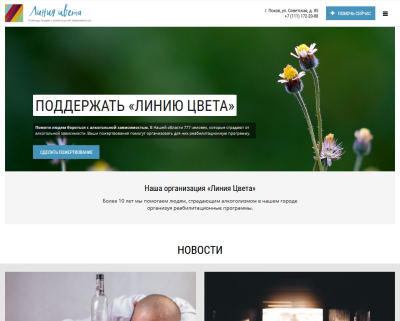 Линия цвета
Помощь людям с алкогольной зависимостью
г. Псков, ул. Советская, д. 85
+7 (111) 172-20-88
+ ПОМОЧЬ СЕЙЧАС
ПОДДЕРЖАТЬ «ЛИНИЮ ЦВЕТА»
Помоги людям бороться с алкогольной зависимостью. В Нашей области 777 человек, которые страдают от
алкогольной зависимости. Ваши пожертвования помогут организовать для них реабилитационную программу.
СДЕЛАТЬ ПОЖЕРТВОВАНИЕ
Наша организация «Линия Цвета»
Более 10 лет мы помогаем людям, страдающим алкоголизмом в нашем городе
организуя реабилитационные программы.
НОВОСТИ